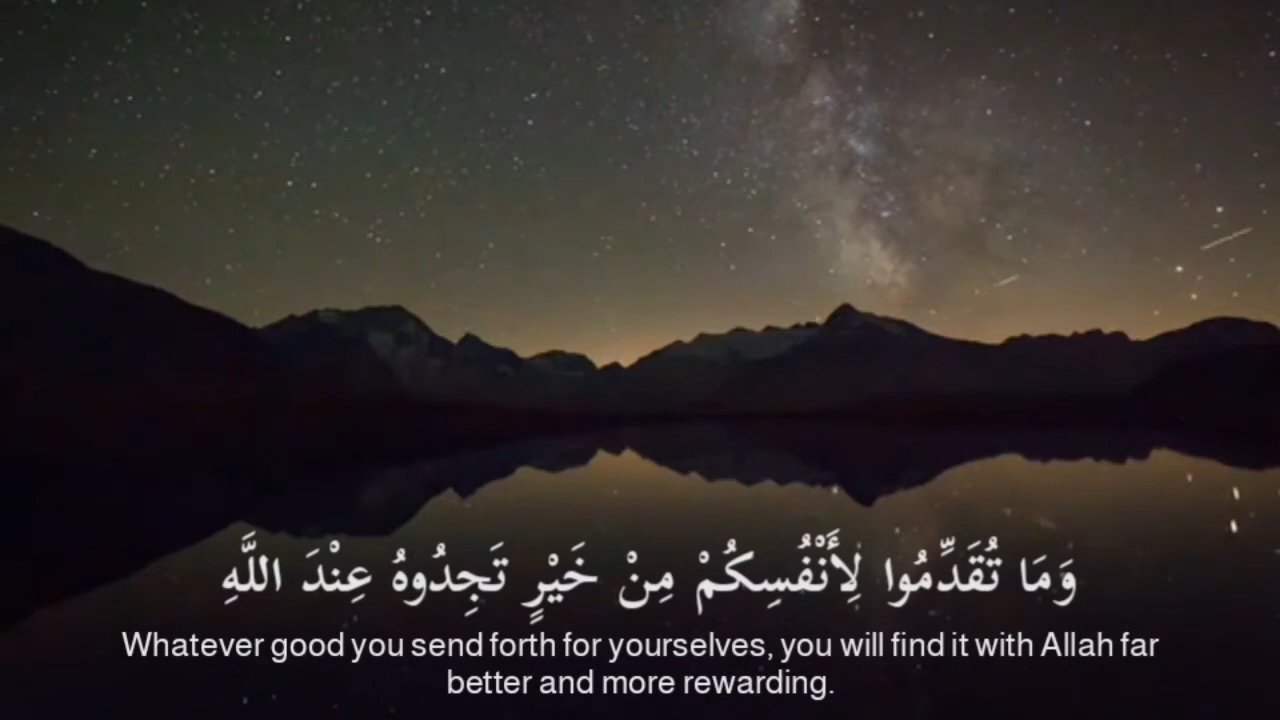 وَمَا تُقَدِّمُوا لِأَنْفُسِكُمْ مِنْ خَيْرٍ تَجِدُوهُ عِنْدَ اللَّهِ
Whatever good you send forth for yourselves, you will find it with Allah far
better and more rewarding.